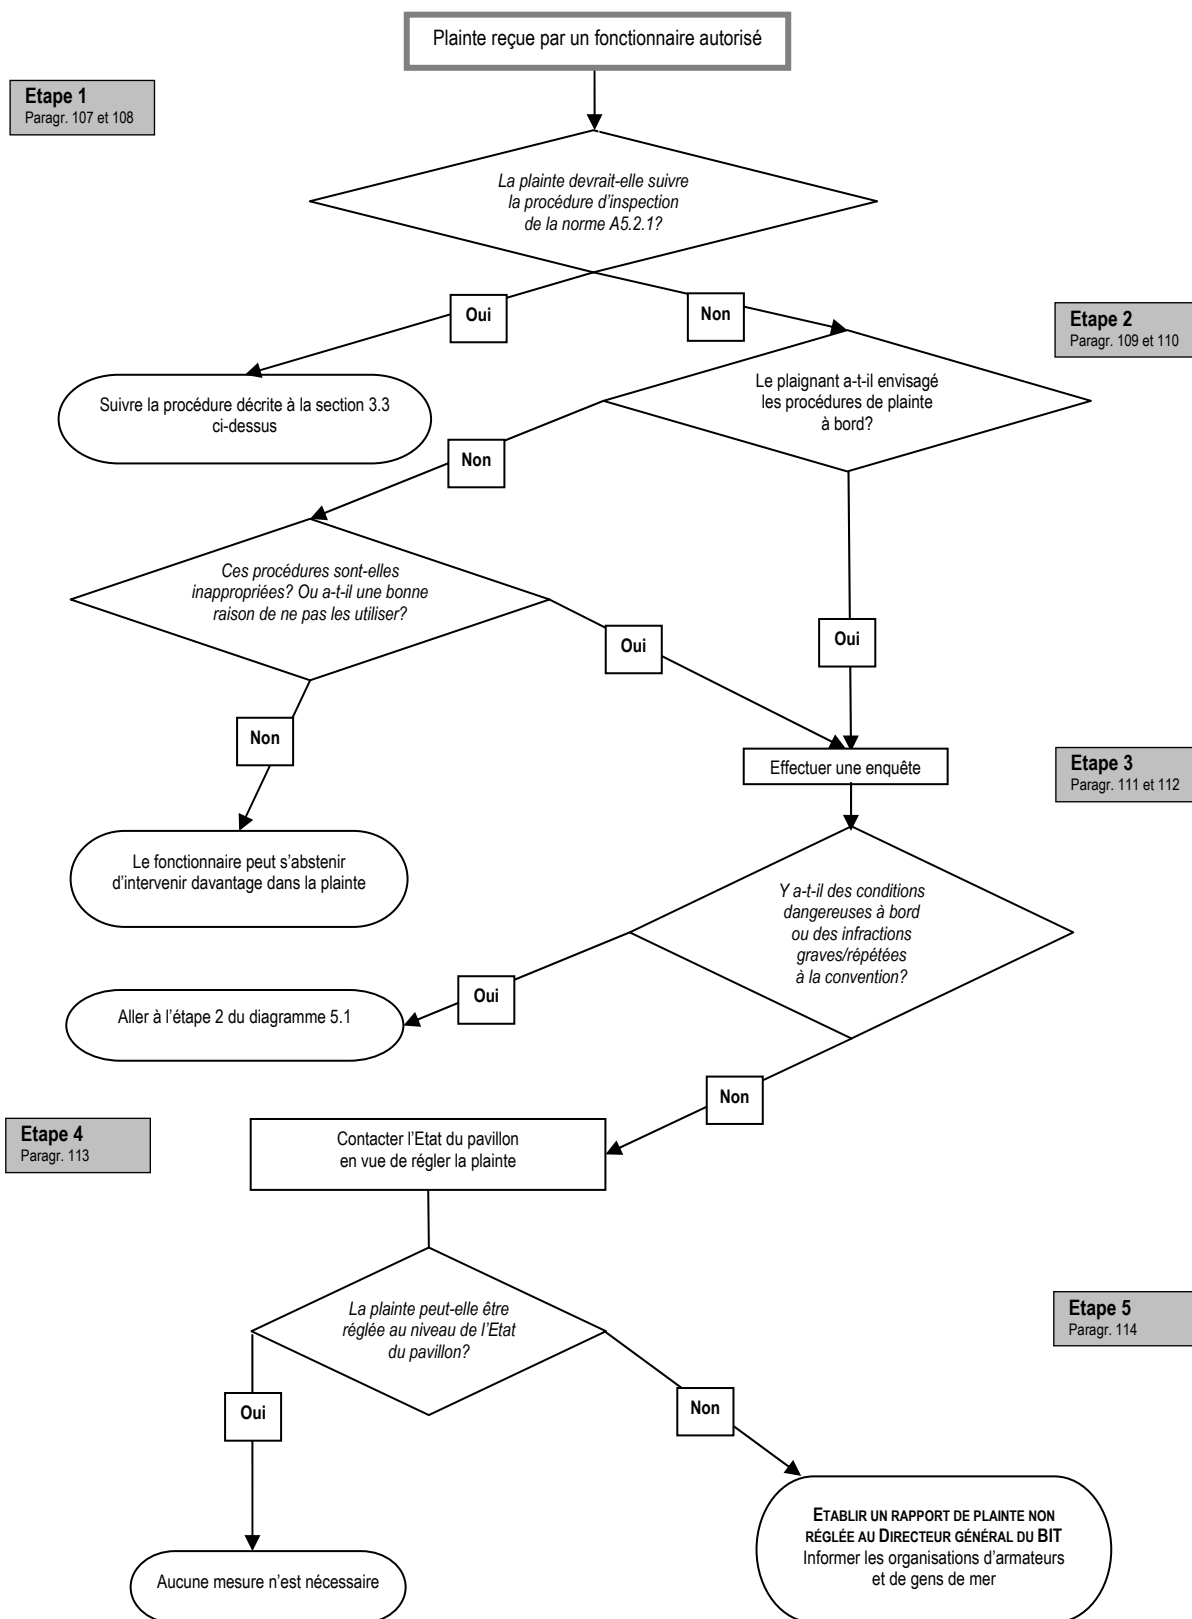 Plainte reçue par un fonctionnaire autorisé
Etape 1
Paragr. 107 et 108
La plainte devrait-elle suivre
la procédure d'inspection
de la norme A5.2.1?
Oui
Non
Etape 2
Paragr. 109 et 110
Suivre la procédure décrite à la section 3.3
ci-dessus
Le plaignant a-t-il envisagé
les procédures de plainte
à bord?
Non
Ces procédures sont-elles
inappropriées? Ou a-t-il une bonne
raison de ne pas les utiliser?
Oui
Oui
Non
Effectuer une enquête
Etape 3
Paragr. 111 et 112
Le fonctionnaire peut s'abstenir
d'intervenir davantage dans la plainte
Y a-t-il des conditions
dangereuses à bord
ou des infractions
graves/répétées
à la convention?
Oui
Aller à l'étape 2 du diagramme 5.1
Non
Etape 4
Paragr. 113
Contacter l'Etat du pavillon
en vue de régler la plainte
La plainte peut-elle être
réglée au niveau de l'Etat
du pavillon?
Etape 5
Paragr. 114
Oui
Non
ETABLIR UN RAPPORT DE PLAINTE NON
RÉGLÉE AU DIRECTEUR GÉNÉRAL DU BIT
Informer les organisations d'armateurs
et de gens de mer
Aucune mesure n'est nécessaire